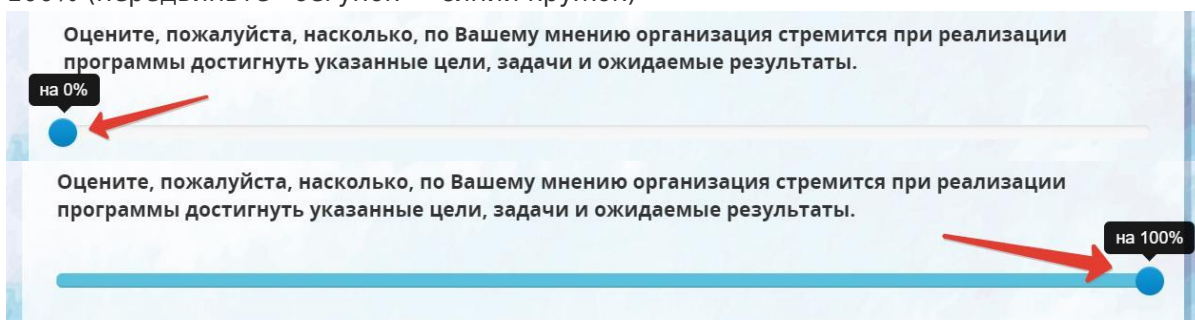 Оцените, пожалуйста, насколько, по Вашему мнению организация стремится при реализации
программы достигнуть указанные цели, задачи и ожидаемые результаты.
на 0%
Оцените, пожалуйста, насколько, по Вашему мнению организация стремится при реализации
программы достигнуть указанные цели, задачи и ожидаемые результаты.
на 100%